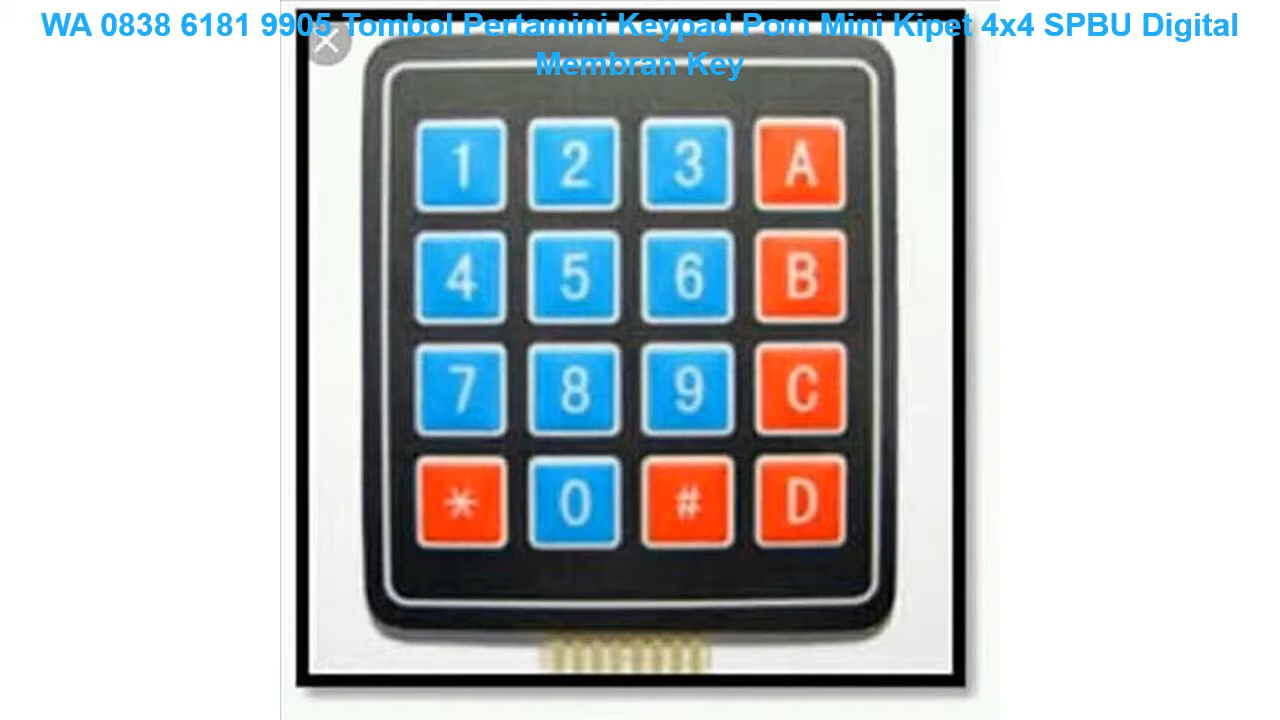 WA 0838 6181 9905 Tombol Pertamini Keypad Pom Mini Kipet 4x4 SPBU Digital
Membran Key
1 2 3 A
4 5 6 B
7 8 9 C
* 0 # D